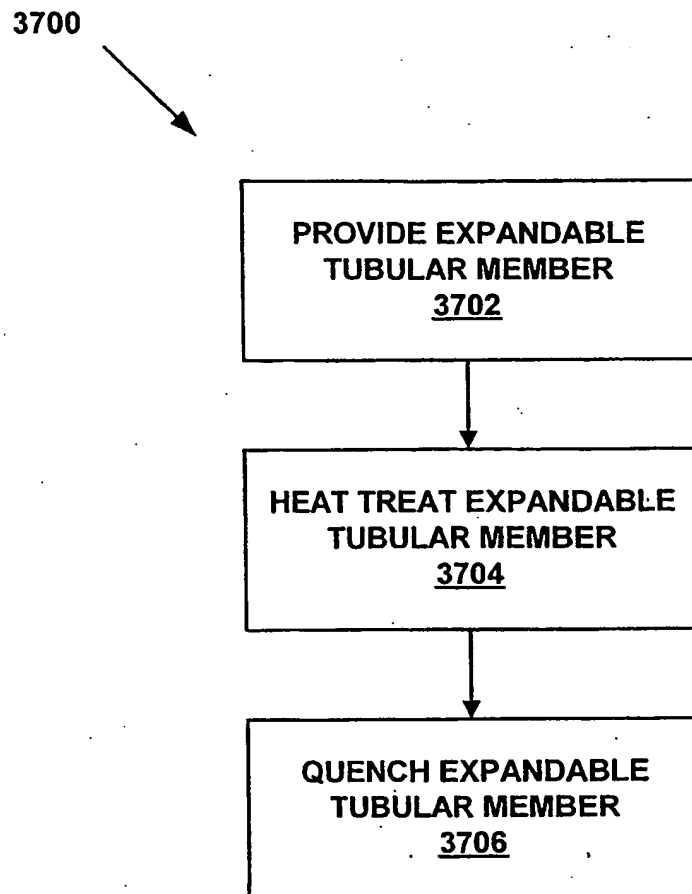 3700
PROVIDE EXPANDABLE
TUBULAR MEMBER
3702
HEAT TREAT EXPANDABLE
TUBULAR MEMBER
3704
QUENCH EXPANDABLE
TUBULAR MEMBER
3706